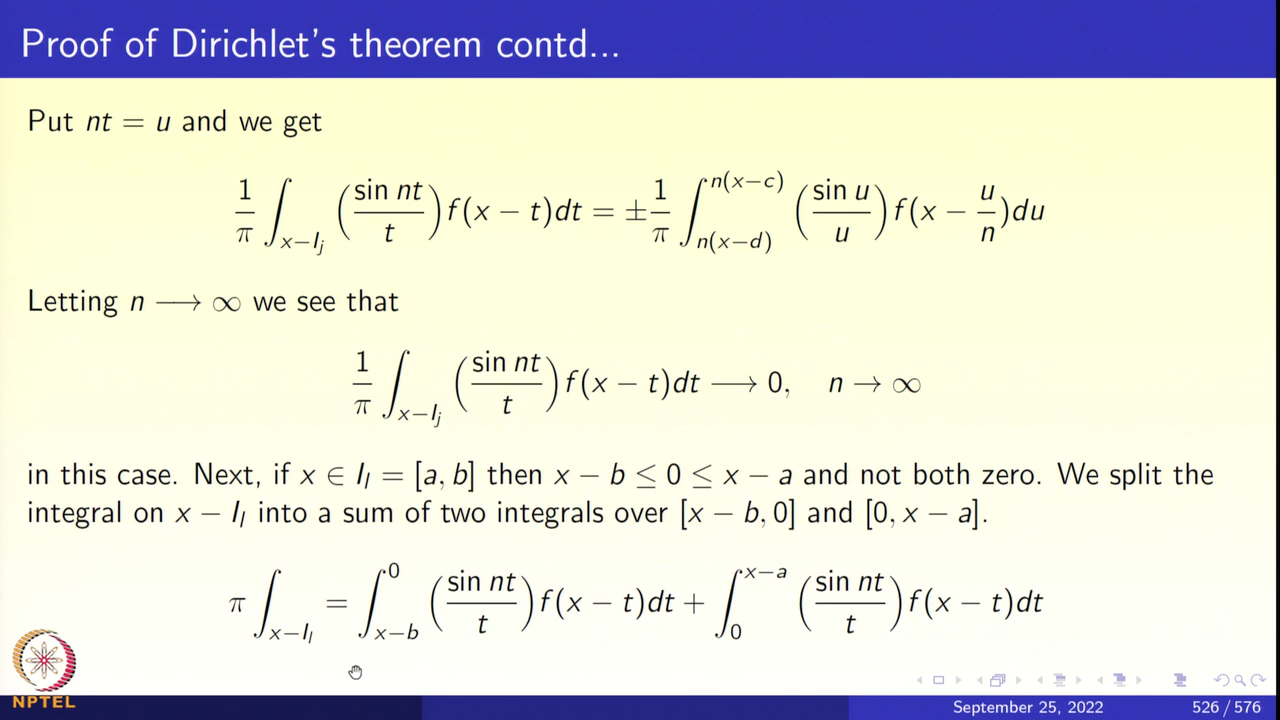 Proof of Dirichlet's theorem contd...
Put nt = u and we get
1/π ∫_{x−I_j} (sin nt / t) f(x − t)dt = ±1/π ∫_{n(x−d)}^{n(x−c)} (sin u / u) f(x − u/n)du
Letting n ⟶ ∞ we see that
1/π ∫_{x−I_j} (sin nt / t) f(x − t)dt ⟶ 0, n → ∞
in this case. Next, if x ∈ I_l = [a, b] then x − b ≤ 0 ≤ x − a and not both zero. We split the
integral on x − I_l into a sum of two integrals over [x − b, 0] and [0, x − a].
π ∫_{x−I_l} = ∫_{x−b}^{0} (sin nt / t) f(x − t)dt + ∫_{0}^{x−a} (sin nt / t) f(x − t)dt
NPTEL
September 25, 2022 526 / 576